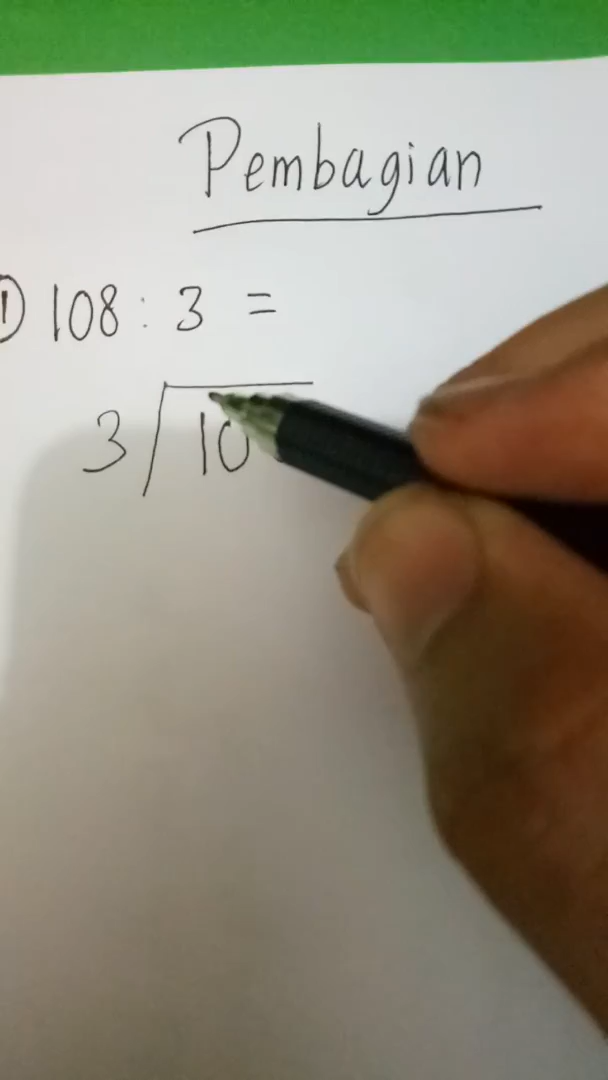 Pembagian
① 108 : 3 =
3 / 10